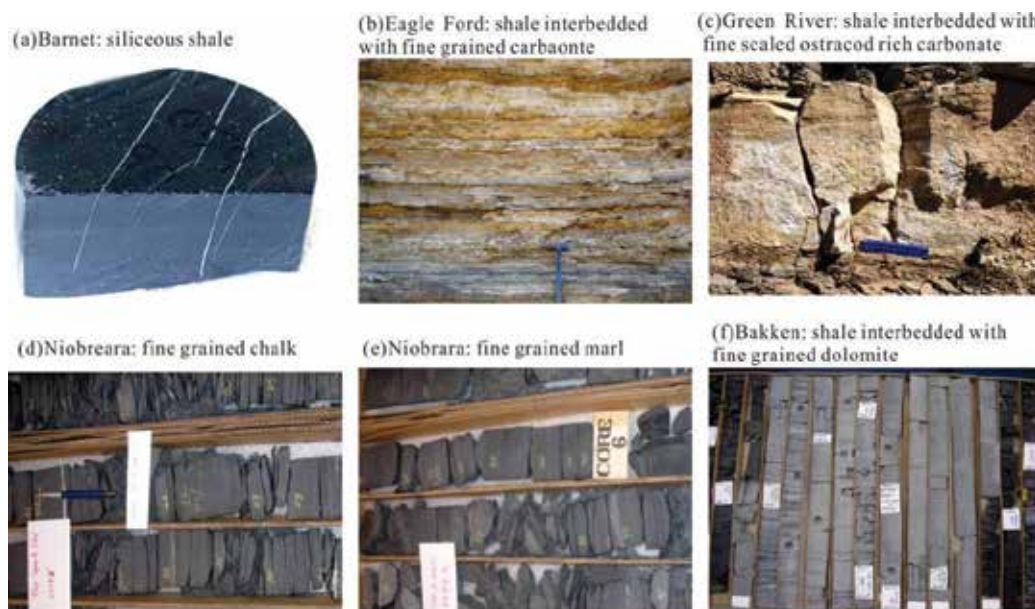 (a)Barnet: siliceous shale
(b)Eagle Ford: shale interbedded
with fine grained carbaonte
(c)Green River: shale interbedded with
fine scaled ostracod rich carbonate
(d)Niobreara: fine grained chalk
(e)Niobrara: fine grained marl
(f)Bakken: shale interbedded with
fine grained dolomite
CORE
6